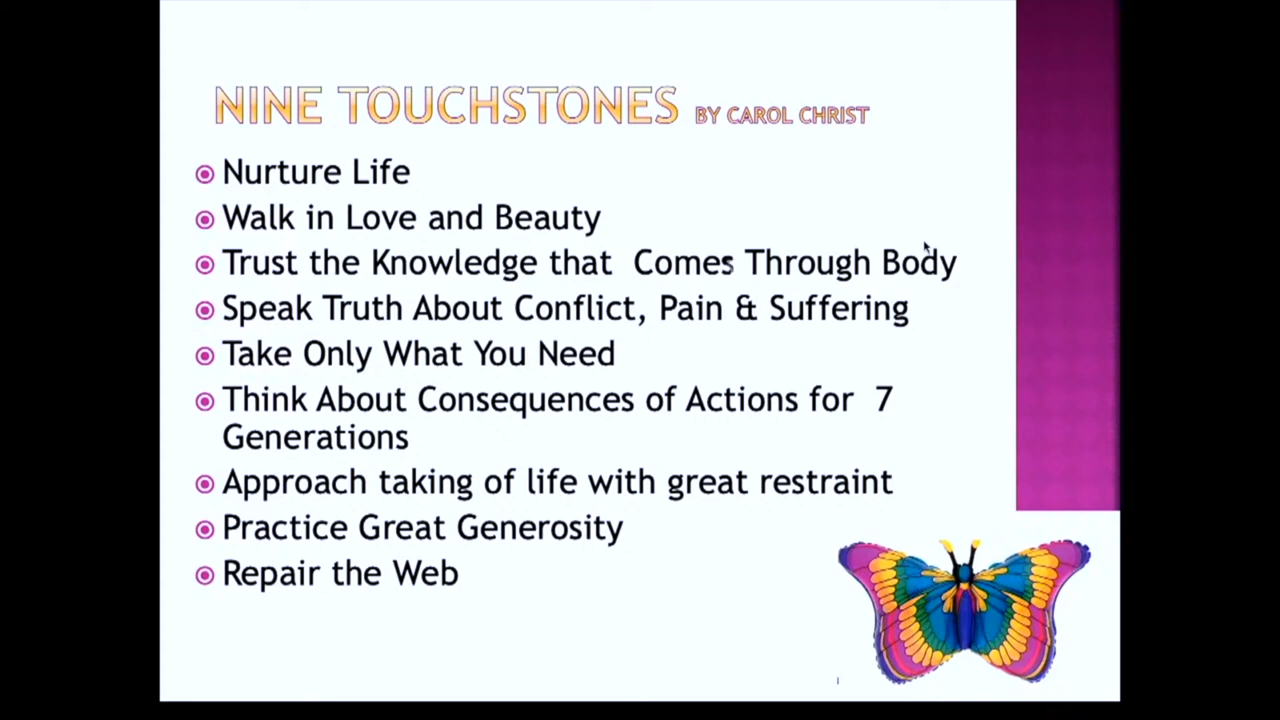 NINE TOUCHSTONES BY CAROL CHRIST
Nurture Life
Walk in Love and Beauty
Trust the Knowledge that Comes Through Body
Speak Truth About Conflict, Pain & Suffering
Take Only What You Need
Think About Consequences of Actions for 7
Generations
Approach taking of life with great restraint
Practice Great Generosity
Repair the Web